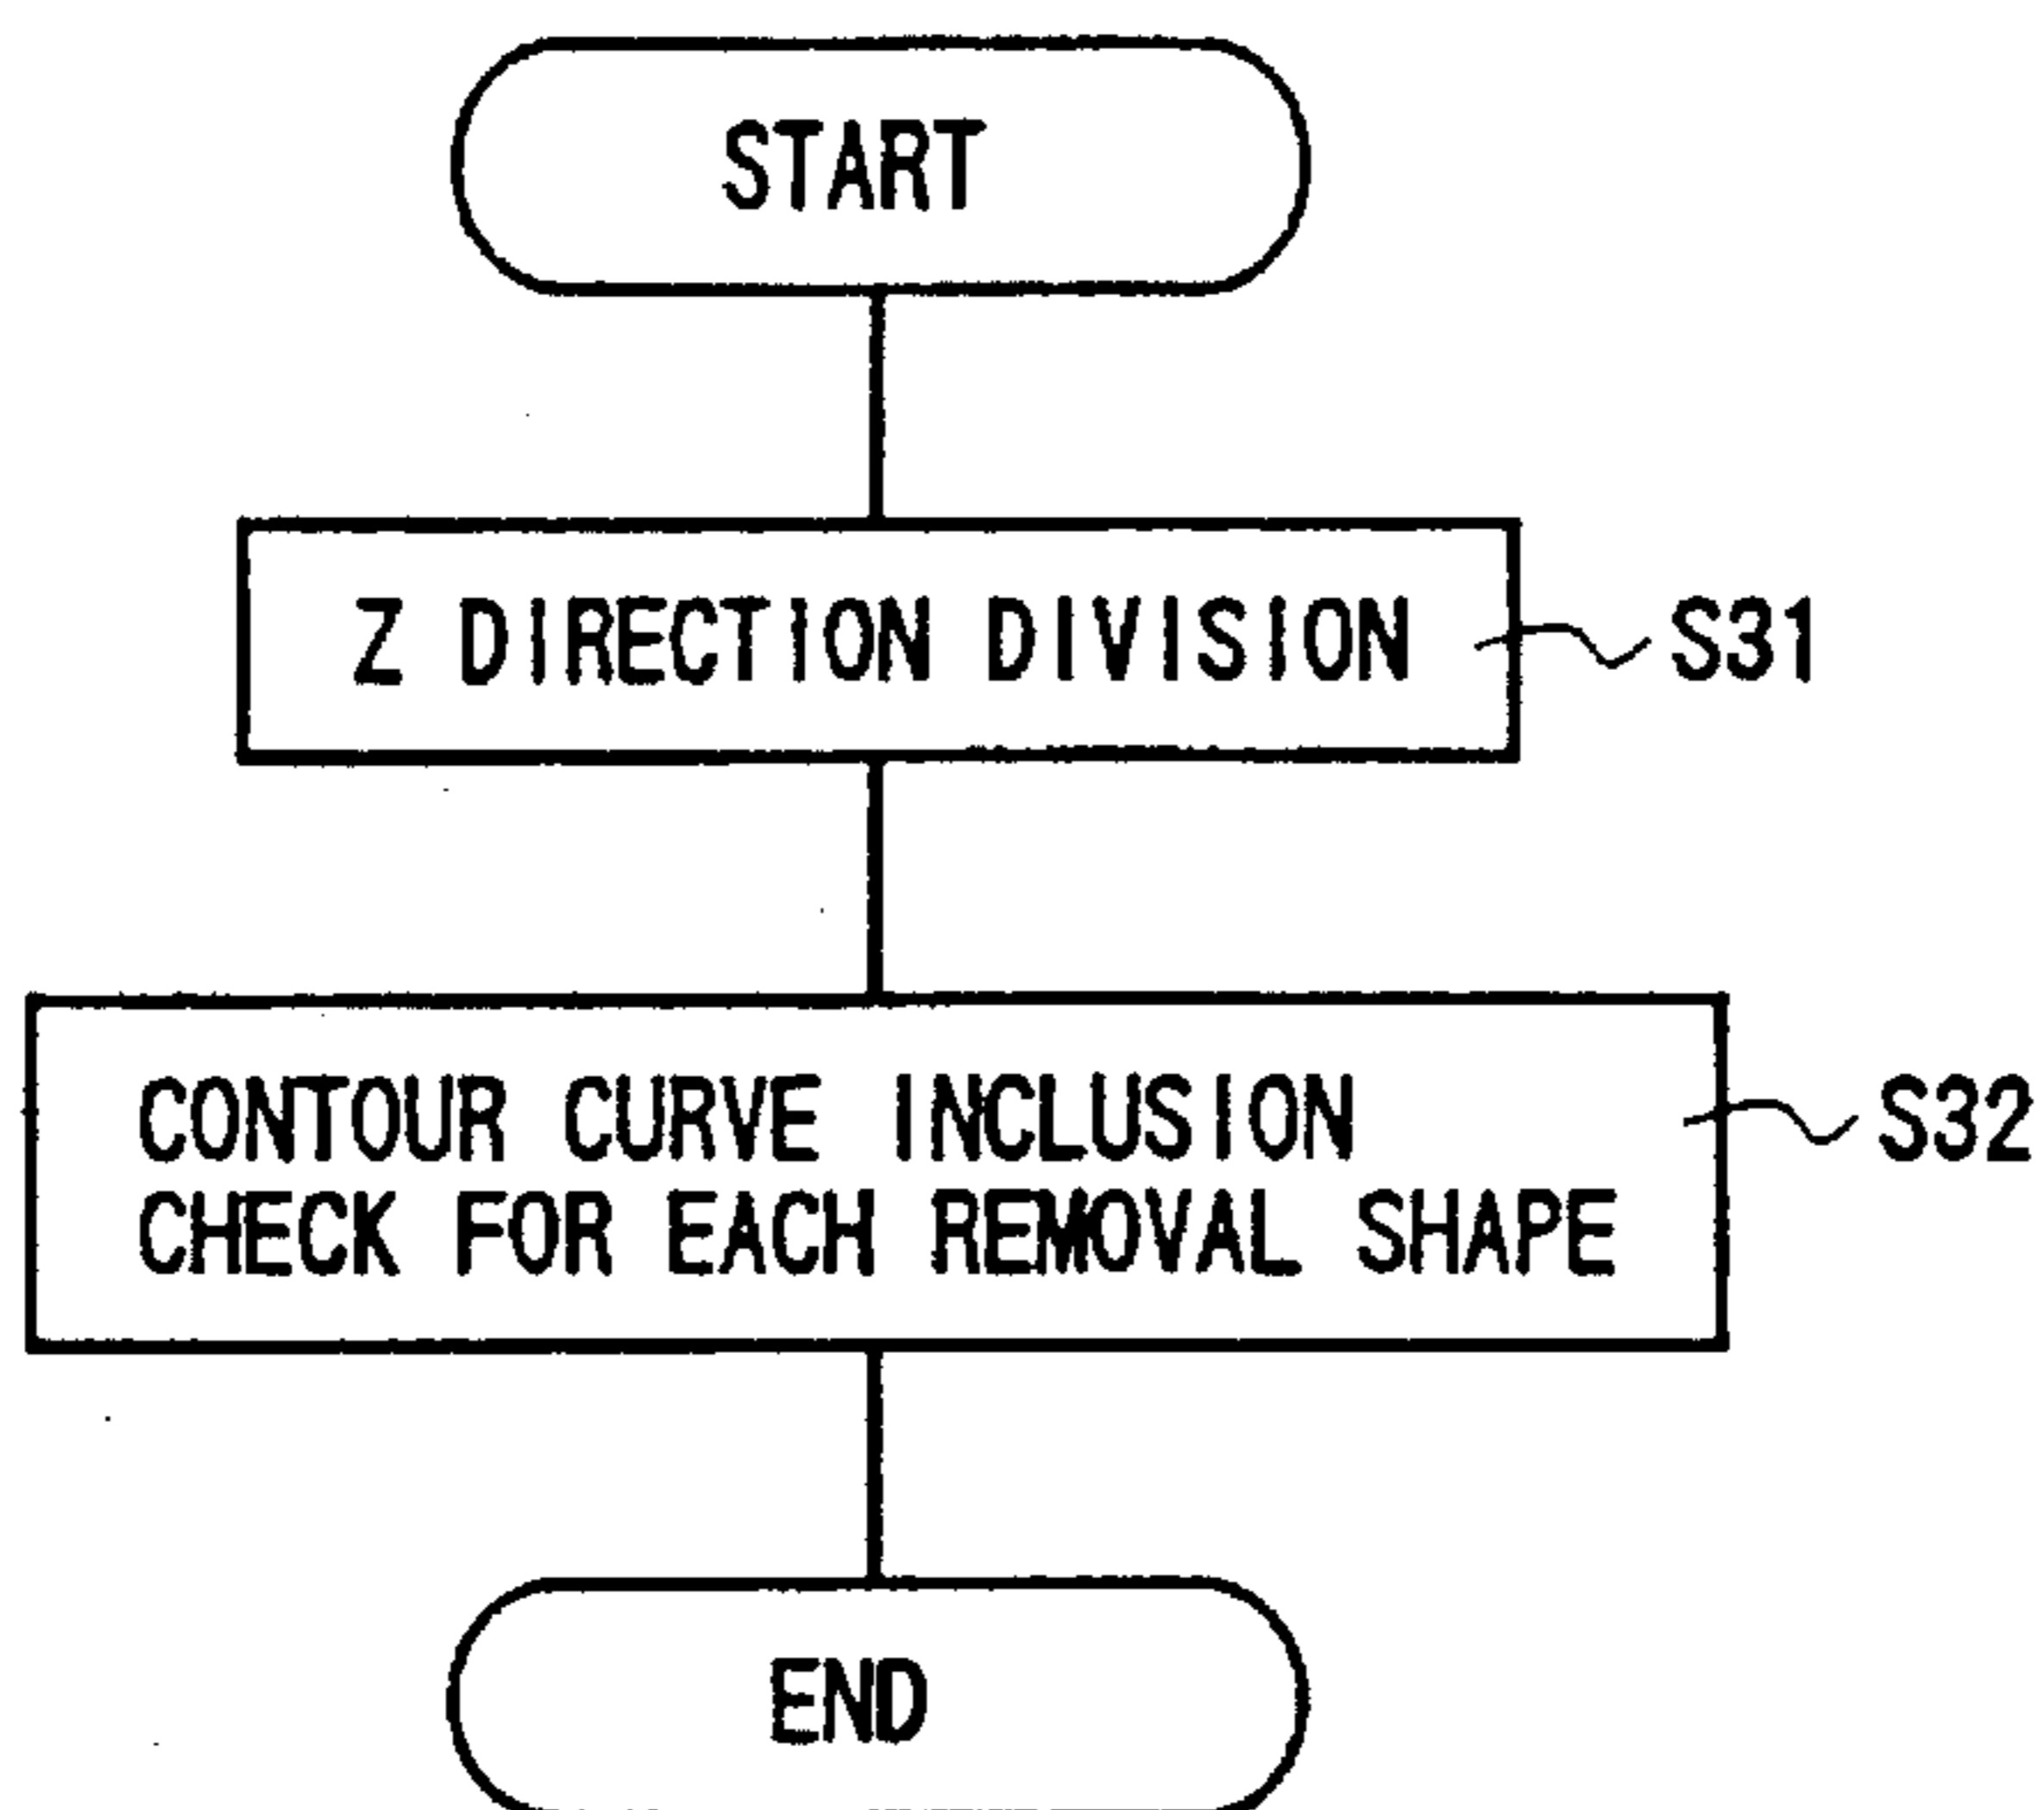 START
Z DIRECTION DIVISION
S31
CONTOUR CURVE INCLUSION
CHECK FOR EACH REMOVAL SHAPE
S32
END